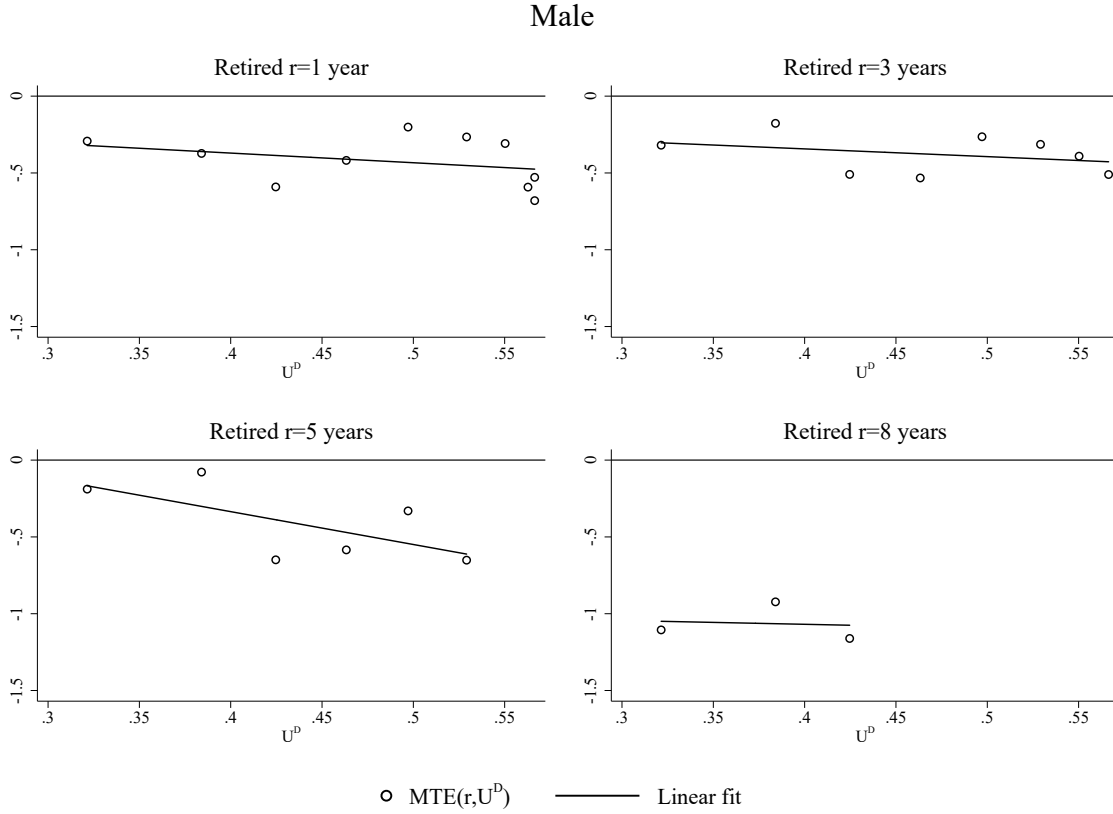 Male
Retired r=1 year
0
-.5
-1
-1.5
.3 .35 .4 .45 .5 .55
U^D
Retired r=3 years
0
-.5
-1
-1.5
.3 .35 .4 .45 .5 .55
U^D
Retired r=5 years
0
-.5
-1
-1.5
.3 .35 .4 .45 .5 .55
U^D
Retired r=8 years
0
-.5
-1
-1.5
.3 .35 .4 .45 .5 .55
U^D
MTE(r,U^D) Linear fit